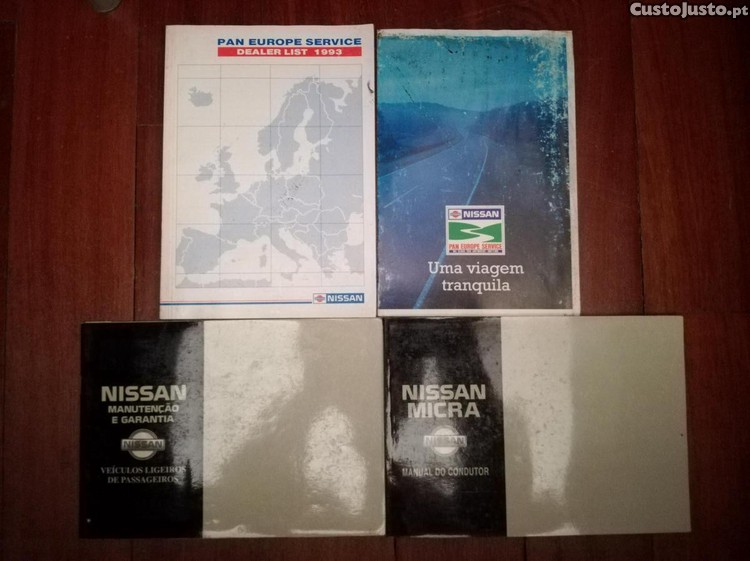 CustoJusto.pt
PAN EUROPE SERVICE
DEALER LIST 1993
NISSAN
NISSAN
PAN EUROPE SERVICE
Uma viagem
tranquila
NISSAN
MANUTENÇÃO
E GARANTIA
NISSAN
VEÍCULOS LIGEIROS
DE PASSAGEIROS
NISSAN
MICRA
NISSAN
MANUAL DO CONDUTOR